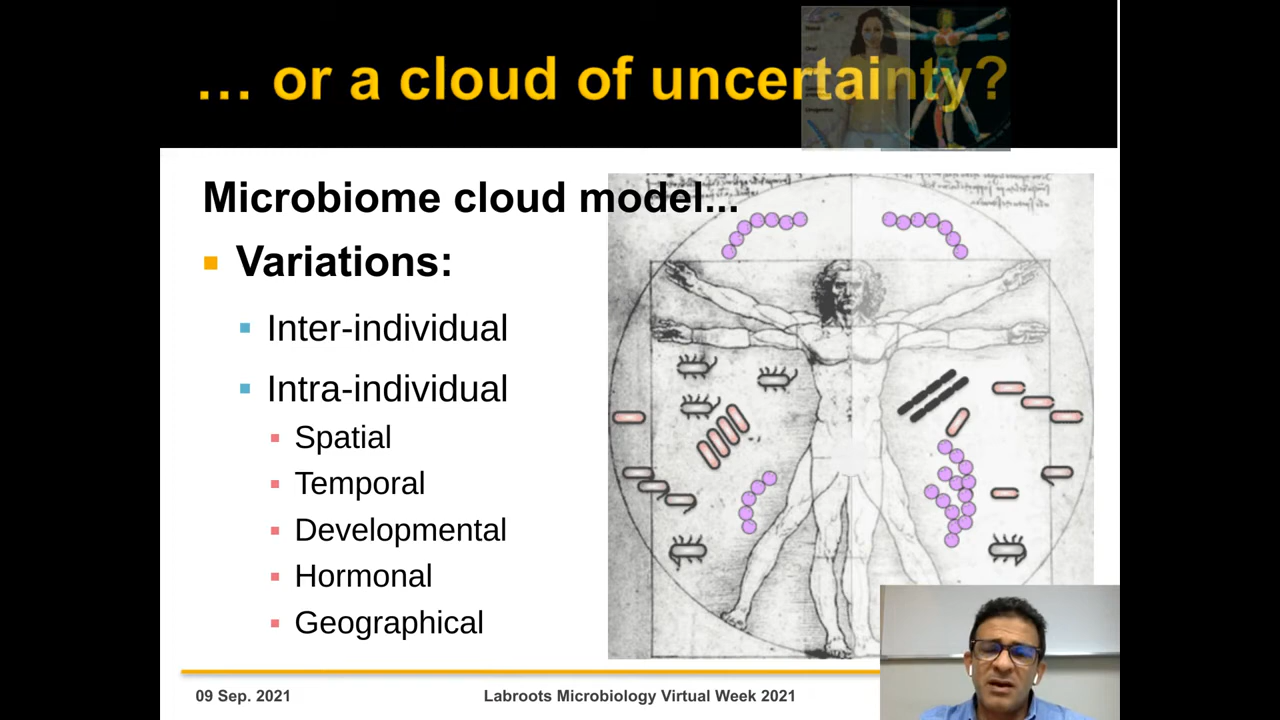 ... or a cloud of uncertainty?
Microbiome cloud model...
Variations:
Inter-individual
Intra-individual
Spatial
Temporal
Developmental
Hormonal
Geographical
09 Sep. 2021
Labroots Microbiology Virtual Week 2021